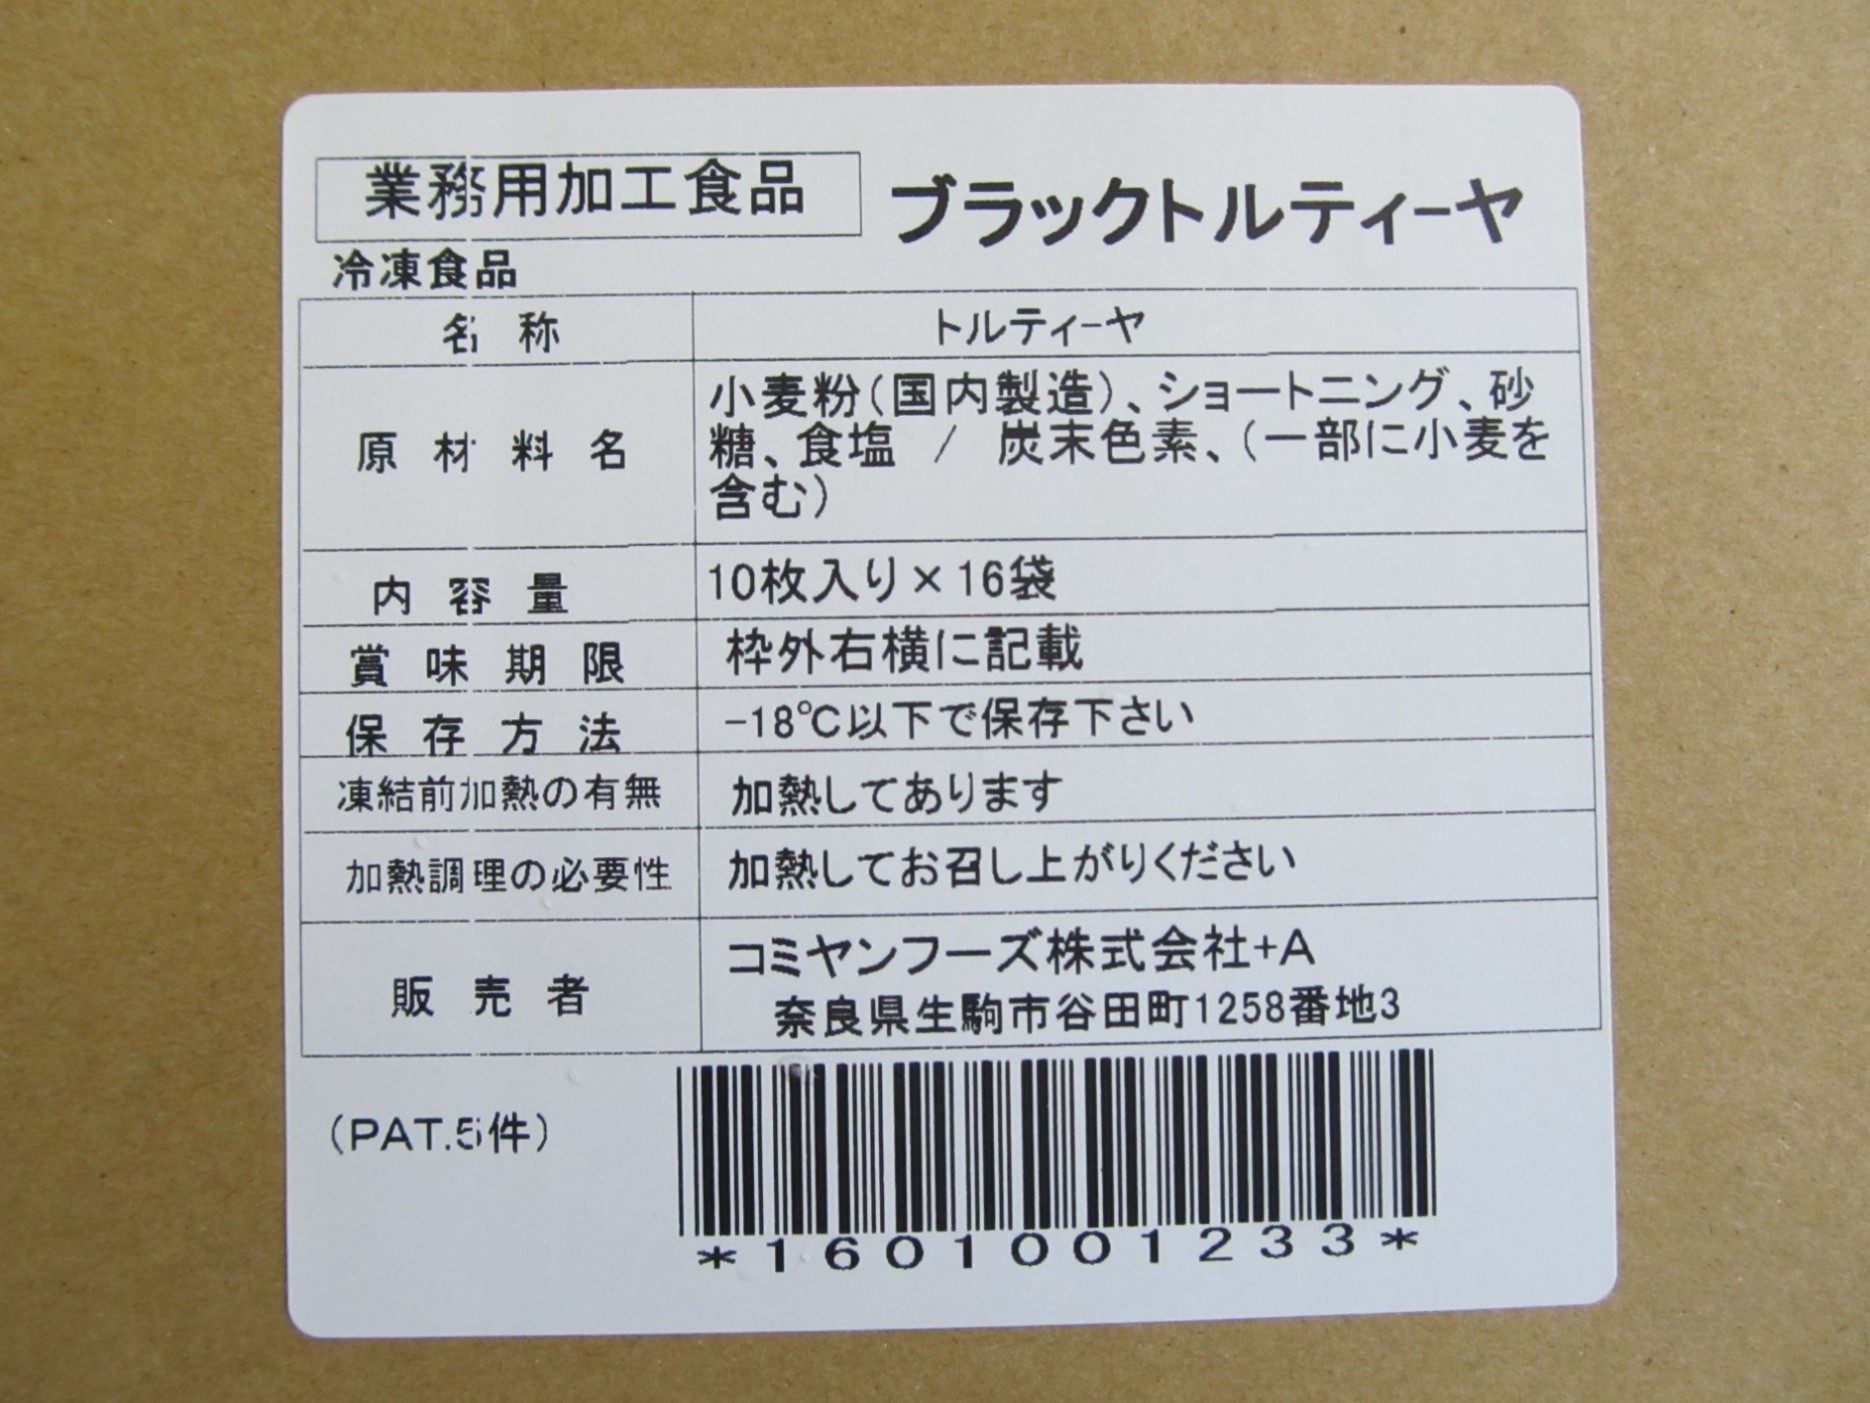 業務用加工食品
ブラックトルティーヤ
冷凍食品
名称 トルティーヤ
原材料名 小麦粉(国内製造)、ショートニング、砂
糖、食塩 / 炭末色素、(一部に小麦を
含む)
内容量 10枚入り×16袋
賞味期限 枠外右横に記載
保存方法 -18℃以下で保存下さい
凍結前加熱の有無 加熱してあります
加熱調理の必要性 加熱してお召し上がりください
販売者 コミヤンフーズ株式会社+A
奈良県生駒市谷田町1258番地3
(PAT.5件)
*1601001233*